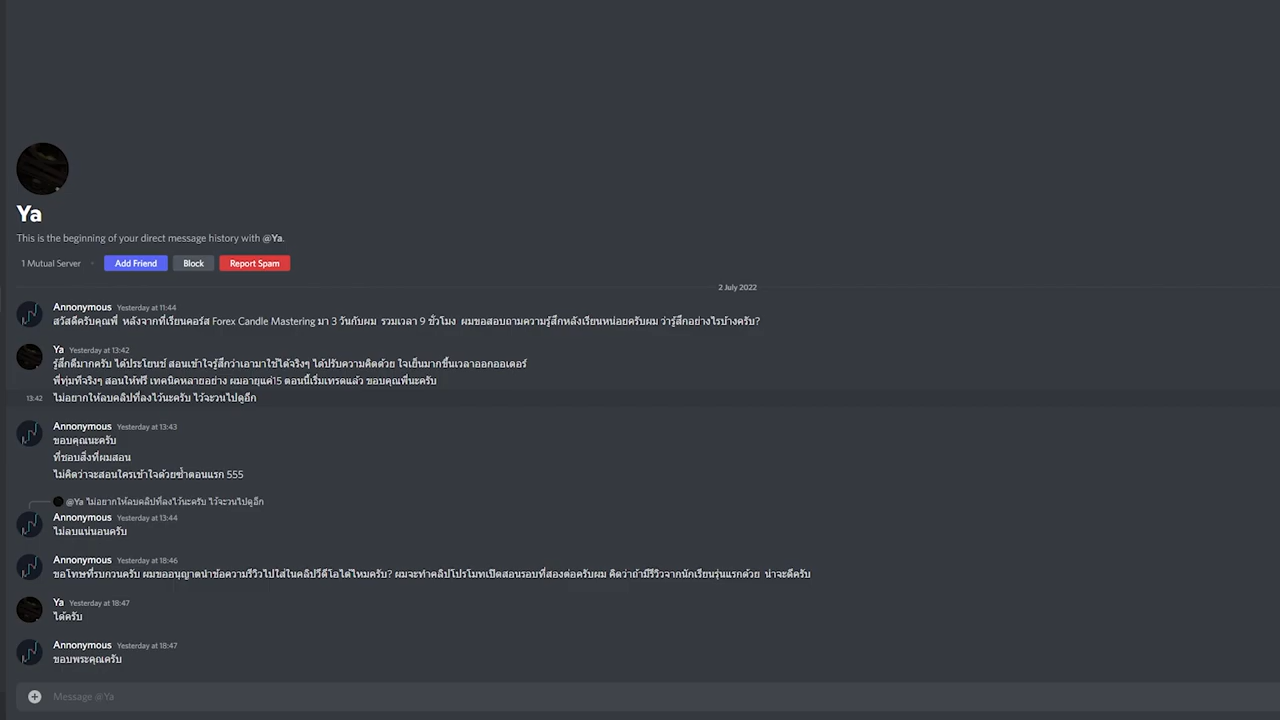 Ya
This is the beginning of your direct message history with @Ya.
1 Mutual Server
Add Friend
Block
Report Spam
2 July 2022
Annonymous Yesterday at 11:44
สวัสดีครับคุณพี่ หลังจากที่เรียนคอร์ส Forex Candle Mastering มา 3 วันกับผม รวมเวลา 9 ชั่วโมง ผมขอสอบถามความรู้สึกหลังเรียนหน่อยครับผม ว่ารู้สึกอย่างไรบ้างครับ?
Ya Yesterday at 13:42
รู้สึกดีมากครับ ได้ประโยชน์ สอนเข้าใจรู้สึกว่าเอามาใช้ได้จริงๆ ได้ปรับความคิดด้วย ใจเย็นมากขึ้นเวลาออกออเดอร์
พี่ทุ่มทีจริงๆ สอนให้ฟรี เทคนิคหลายอย่าง ผมอายุแค่15 ตอนนี้เริ่มเทรดแล้ว ขอบคุณพี่นะครับ
13:42 ไม่อยากให้ลบคลิปที่ลงไว้นะครับ ไว้จะวนไปดูอีก
Annonymous Yesterday at 13:43
ขอบคุณนะครับ
ที่ชอบสิ่งที่ผมสอน
ไม่คิดว่าจะสอนใครเข้าใจด้วยซ้ำตอนแรก 555
@Ya ไม่อยากให้ลบคลิปที่ลงไว้นะครับ ไว้จะวนไปดูอีก
Annonymous Yesterday at 13:44
ไม่ลบแน่นอนครับ
Annonymous Yesterday at 18:46
ขอโทษที่รบกวนครับ ผมขออนุญาตนำข้อความรีวิวไปใส่ในคลิปวีดีโอได้ไหมครับ? ผมจะทำคลิปโปรโมทเปิดสอนรอบที่สองต่อครับผม คิดว่าถ้ามีรีวิวจากนักเรียนรุ่นแรกด้วย น่าจะดีครับ
Ya Yesterday at 18:47
ได้ครับ
Annonymous Yesterday at 18:47
ขอบพระคุณครับ
Message @Ya